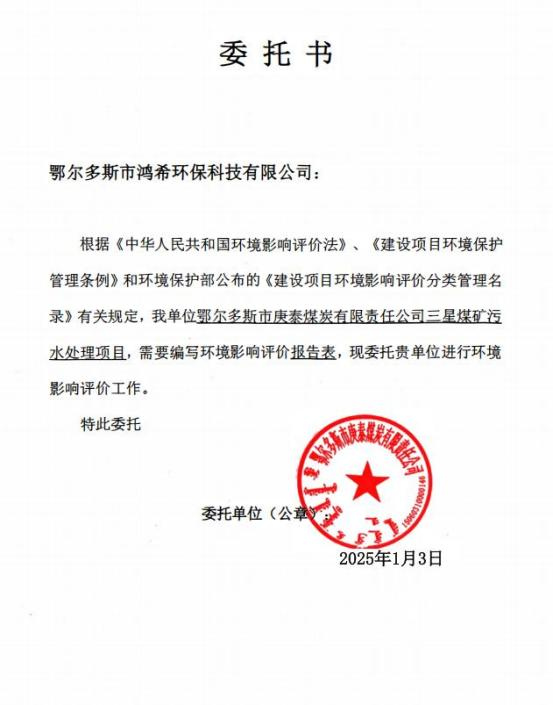 委 托 书
鄂尔多斯市鸿希环保科技有限公司：
根据《中华人民共和国环境影响评价法》、《建设项目环境保护
管理条例》和环境保护部公布的《建设项目环境影响评价分类管理名
录》有关规定，我单位鄂尔多斯市庚泰煤炭有限责任公司三星煤矿污
水处理项目，需要编写环境影响评价报告表，现委托贵单位进行环境
影响评价工作。
特此委托
鄂尔多斯市庚泰煤炭有限责任公司
委托单位（公章）：
2025年1月3日